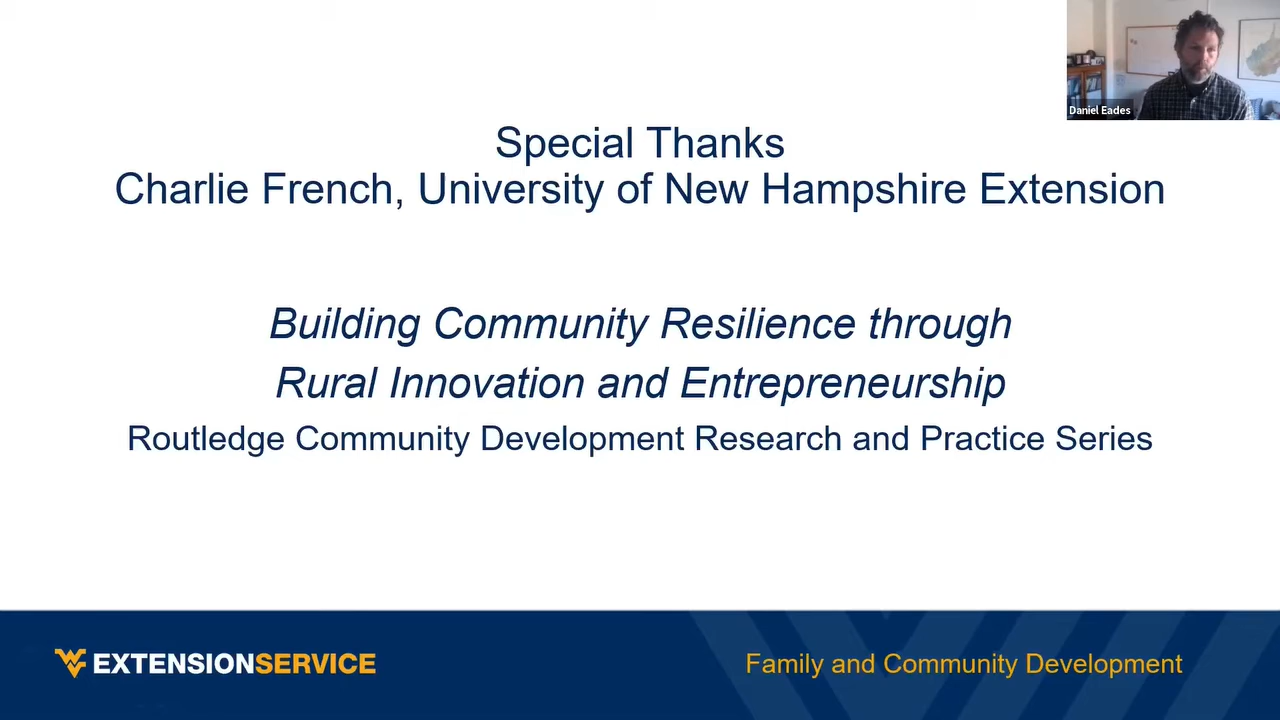 Daniel Eades
Special Thanks
Charlie French, University of New Hampshire Extension
Building Community Resilience through
Rural Innovation and Entrepreneurship
Routledge Community Development Research and Practice Series
EXTENSIONSERVICE
Family and Community Development